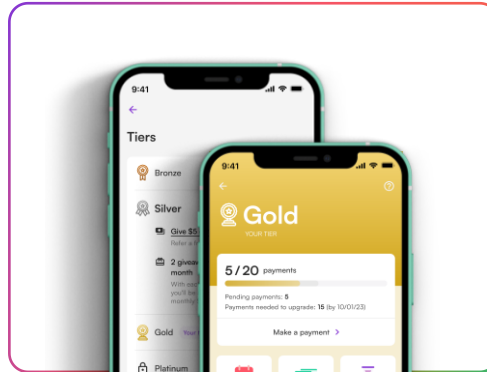 9:41
Tiers
Bronze
Silver
Give $5
Refer a
2 givea
month
With
you'll be
monthly
Gold
Platinum
9:41
Gold
YOUR TIER
5/20 payments
Pending payments: 5
Payments needed to upgrade: 15 (by 10/01/23)
Make a payment